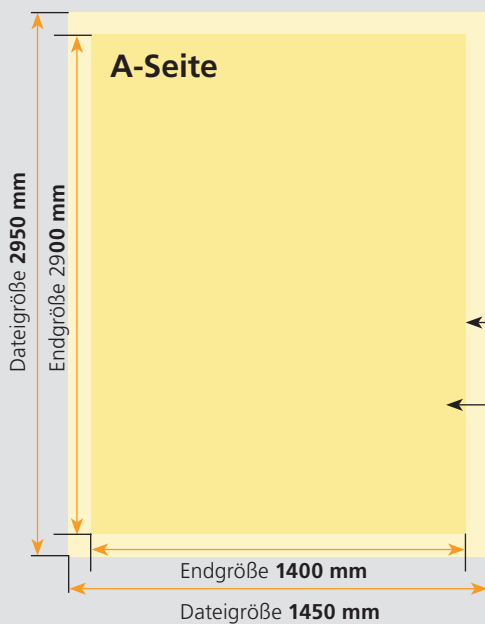 A-Seite
Dateigröße 2950 mm
Endgröße 2900 mm
Endgröße 1400 mm
Dateigröße 1450 mm